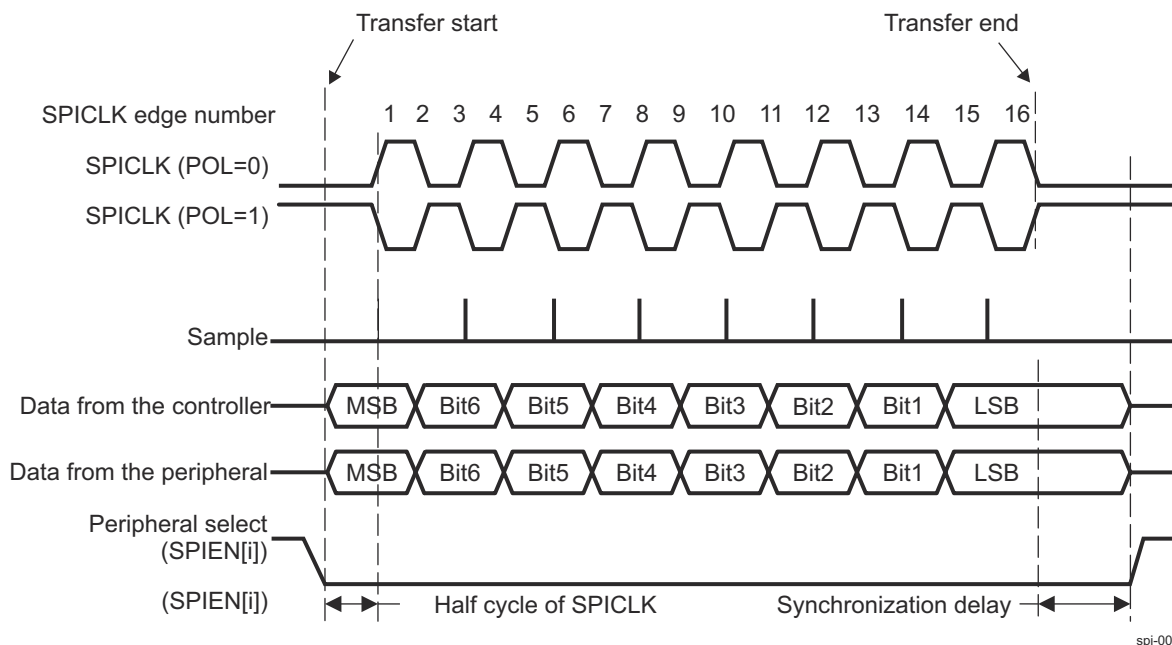 Transfer start
Transfer end
SPICLK edge number 1 2 3 4 5 6 7 8 9 10 11 12 13 14 15 16
SPICLK (POL=0)
SPICLK (POL=1)
Sample
Data from the controller MSB Bit6 Bit5 Bit4 Bit3 Bit2 Bit1 LSB
Data from the peripheral MSB Bit6 Bit5 Bit4 Bit3 Bit2 Bit1 LSB
Peripheral select
(SPIEN[i])
(SPIEN[i]) Half cycle of SPICLK Synchronization delay
spi-00